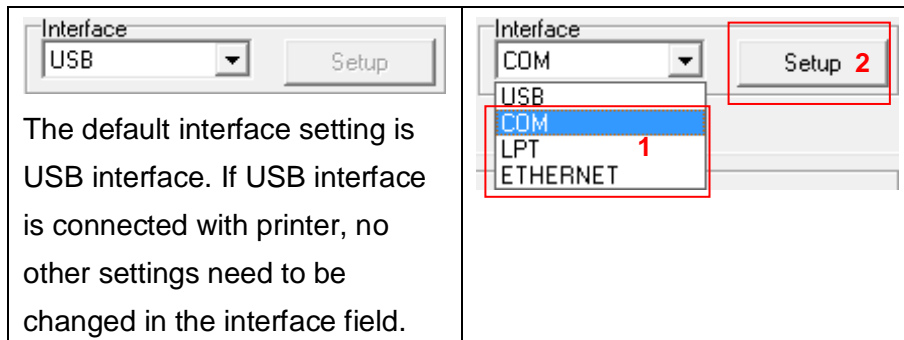 Interface
USB
Setup
The default interface setting is
USB interface. If USB interface
is connected with printer, no
other settings need to be
changed in the interface field.
Interface
COM
Setup 2
USB
COM
LPT 1
ETHERNET